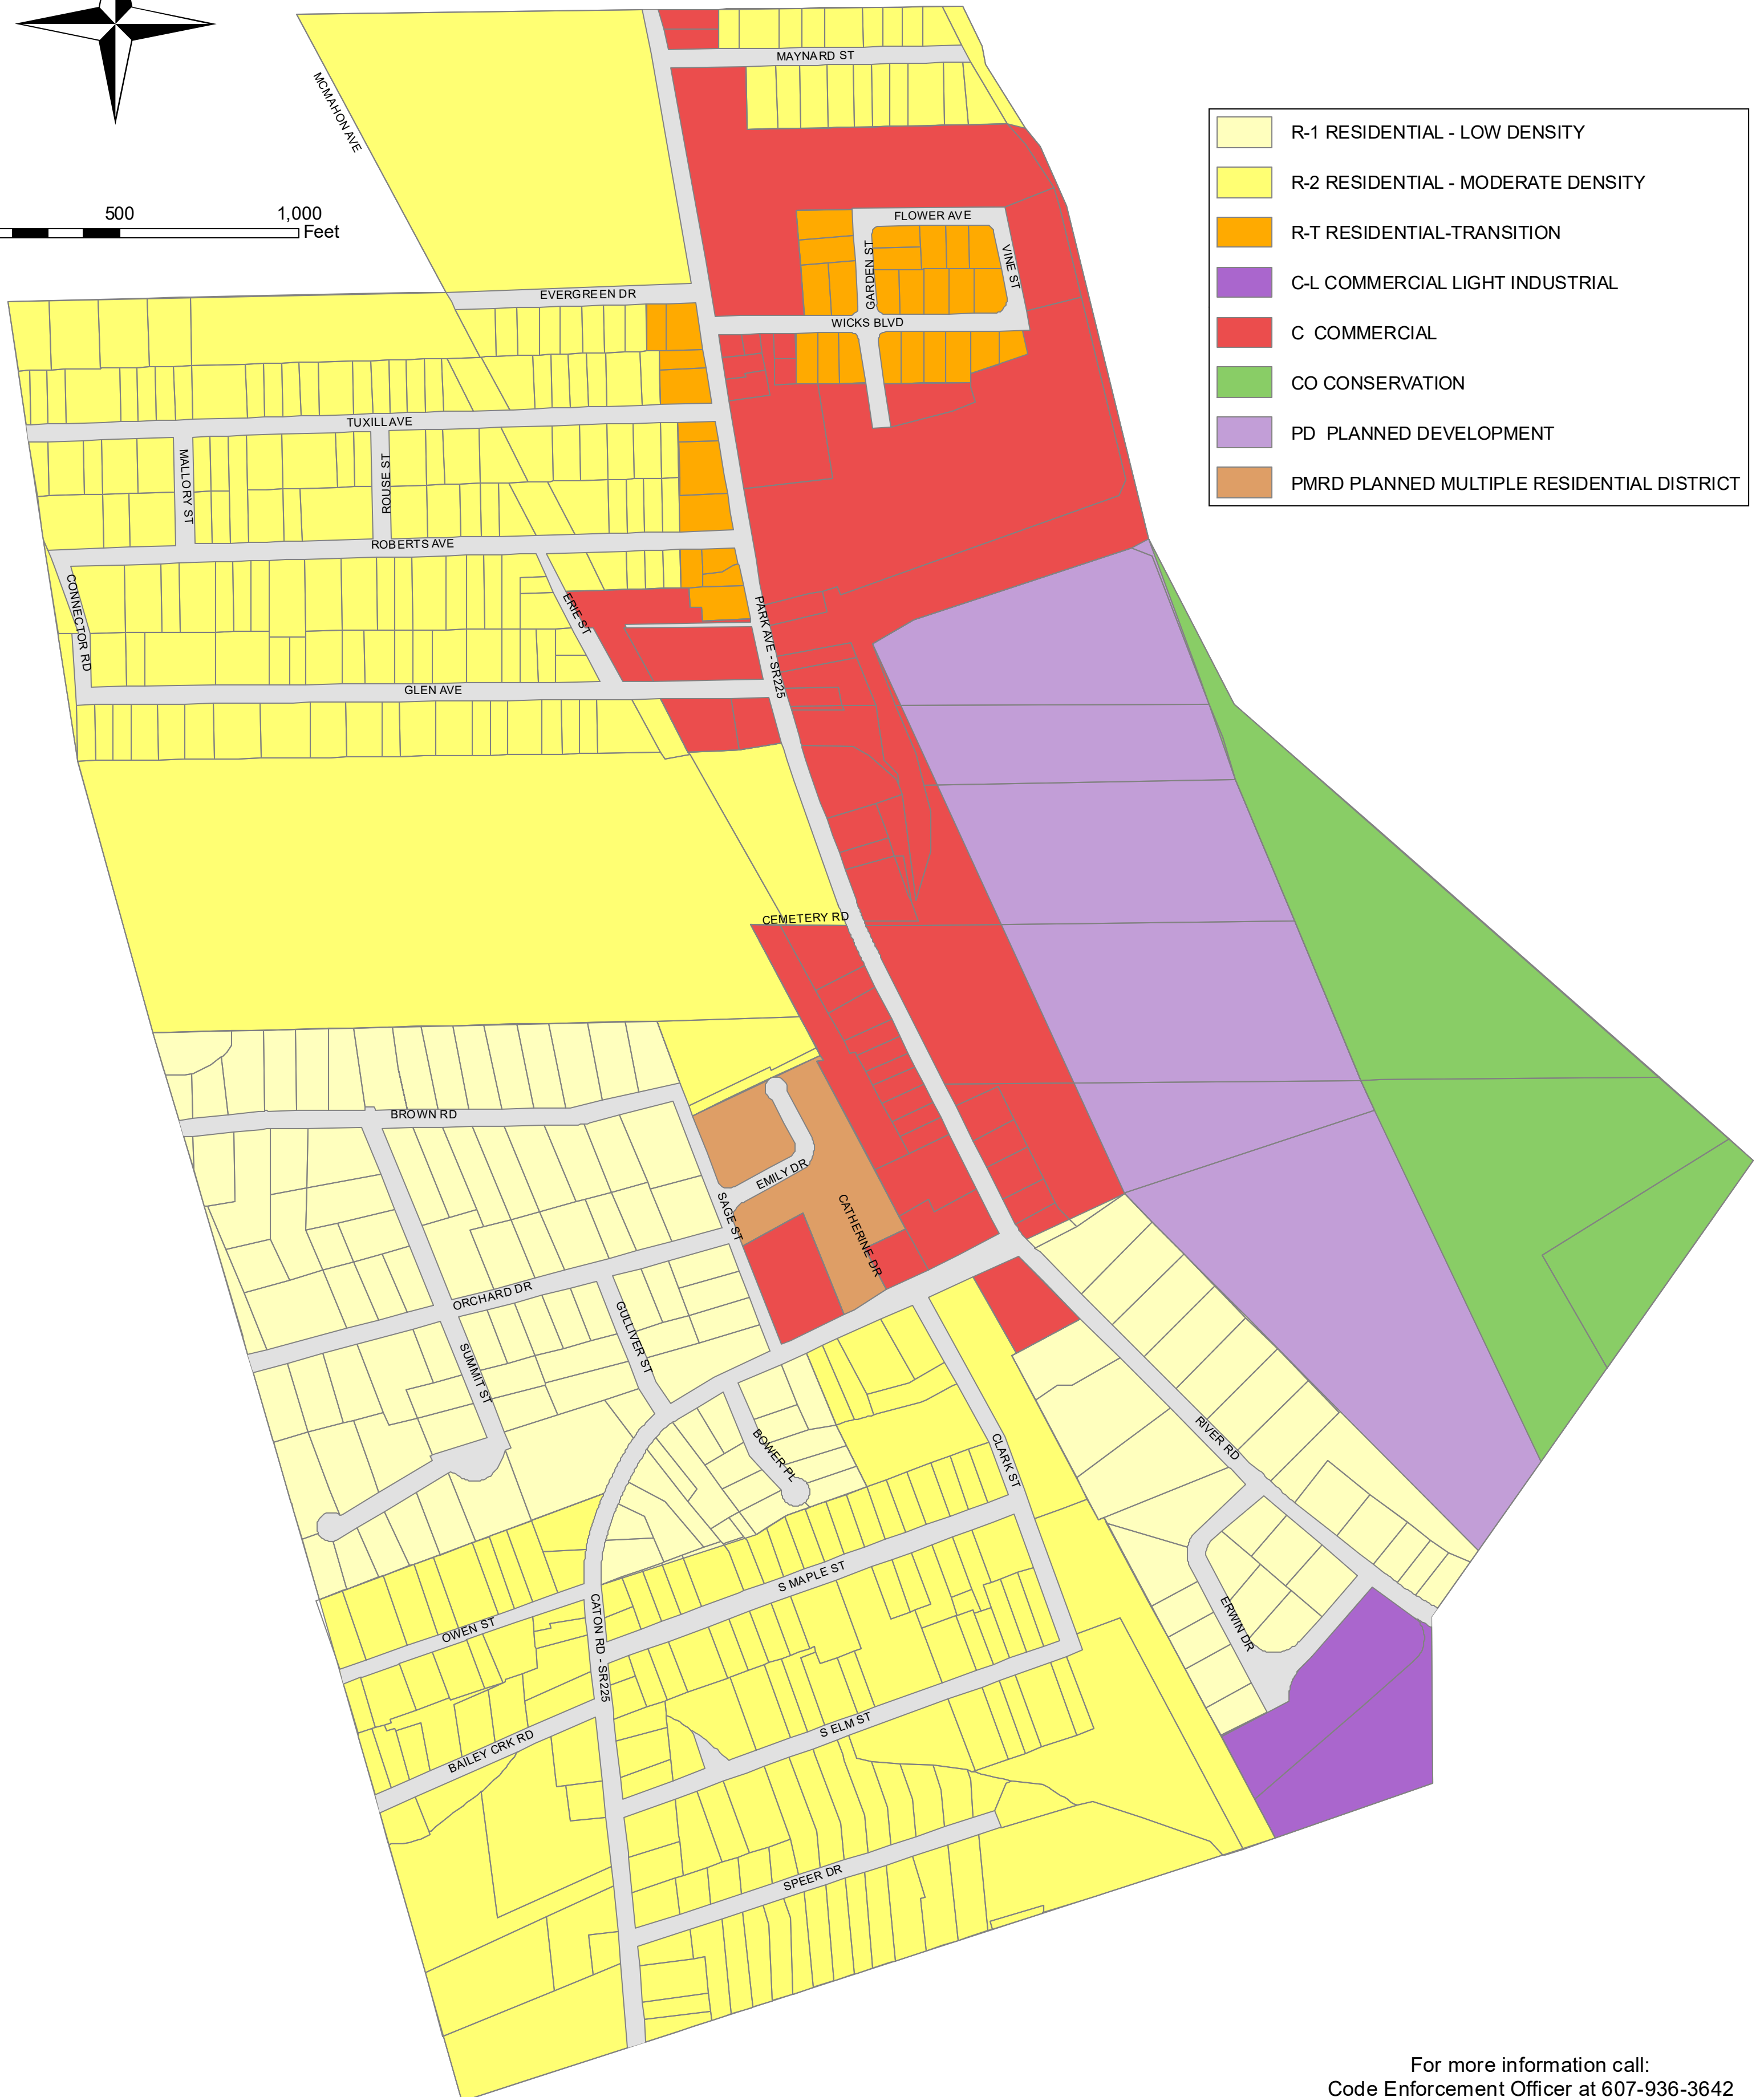 MAYNARD ST
MCMAHON AVE
R-1 RESIDENTIAL - LOW DENSITY
R-2 RESIDENTIAL - MODERATE DENSITY
500
1,000
Feet
FLOWER AVE
R-T RESIDENTIAL-TRANSITION
GARDEN ST
VINE ST
C-L COMMERCIAL LIGHT INDUSTRIAL
EVERGREEN DR
WICKS BLVD
C COMMERCIAL
CO CONSERVATION
TUXILL AVE
PD PLANNED DEVELOPMENT
MALLORY ST
ROUSE ST
PMRD PLANNED MULTIPLE RESIDENTIAL DISTRICT
ROBERTS AVE
CONNECTOR RD
ERIE ST
PARK AVE - SR225
GLEN AVE
CEMETERY RD
BROWN RD
EMILY DR
SAGE ST
CATHERINE DR
ORCHARD DR
GULLIVER ST
SUMMIT ST
BOWER PL
CLARK ST
RIVER RD
S MAPLE ST
OWEN ST
CATON RD - SR225
ERWIN DR
S ELM ST
BAILEY CRK RD
SPEER DR
For more information call:
Code Enforcement Officer at 607-936-3642